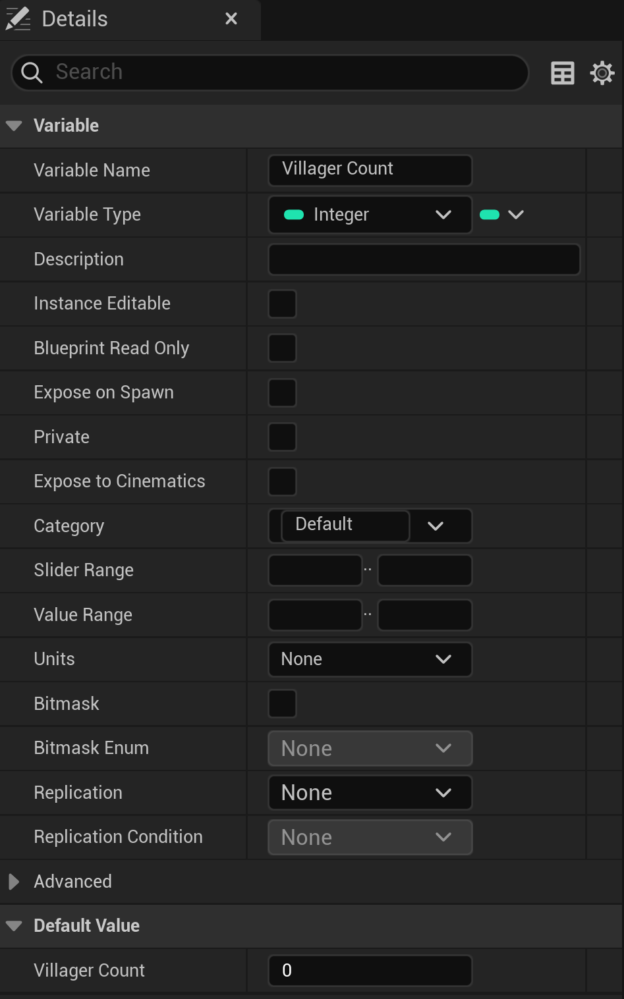 Details
Search
Variable
Variable Name Villager Count
Variable Type Integer
Description
Instance Editable
Blueprint Read Only
Expose on Spawn
Private
Expose to Cinematics
Category Default
Slider Range ..
Value Range ..
Units None
Bitmask
Bitmask Enum None
Replication None
Replication Condition None
Advanced
Default Value
Villager Count 0